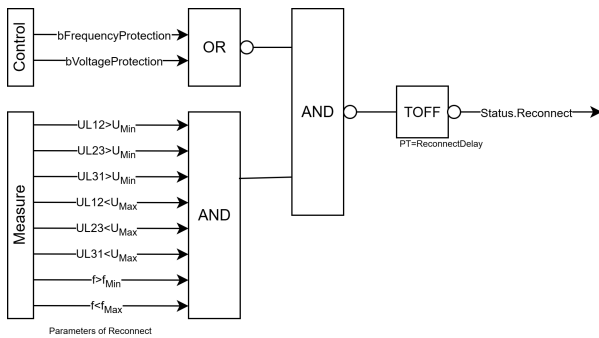 Control
bFrequencyProtection
bVoltageProtection
OR
AND
TOFF
PT=ReconnectDelay
Status.Reconnect
Measure
UL12>UMin
UL23>UMin
UL31>UMin
UL12<UMax
UL23<UMax
UL31<UMax
f>fMin
f<fMax
AND
Parameters of Reconnect